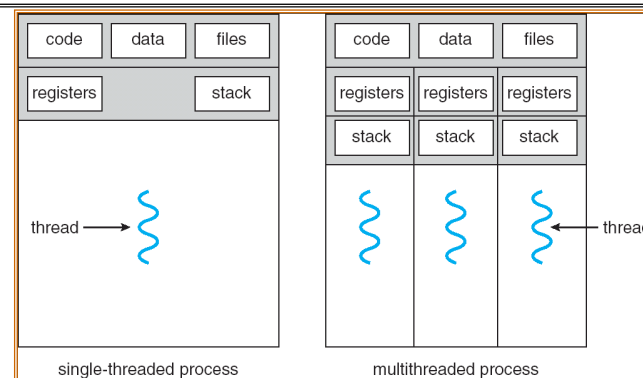 code data files
registers stack
thread
single-threaded process
code data files
registers registers registers
stack stack stack
threa
multithreaded process